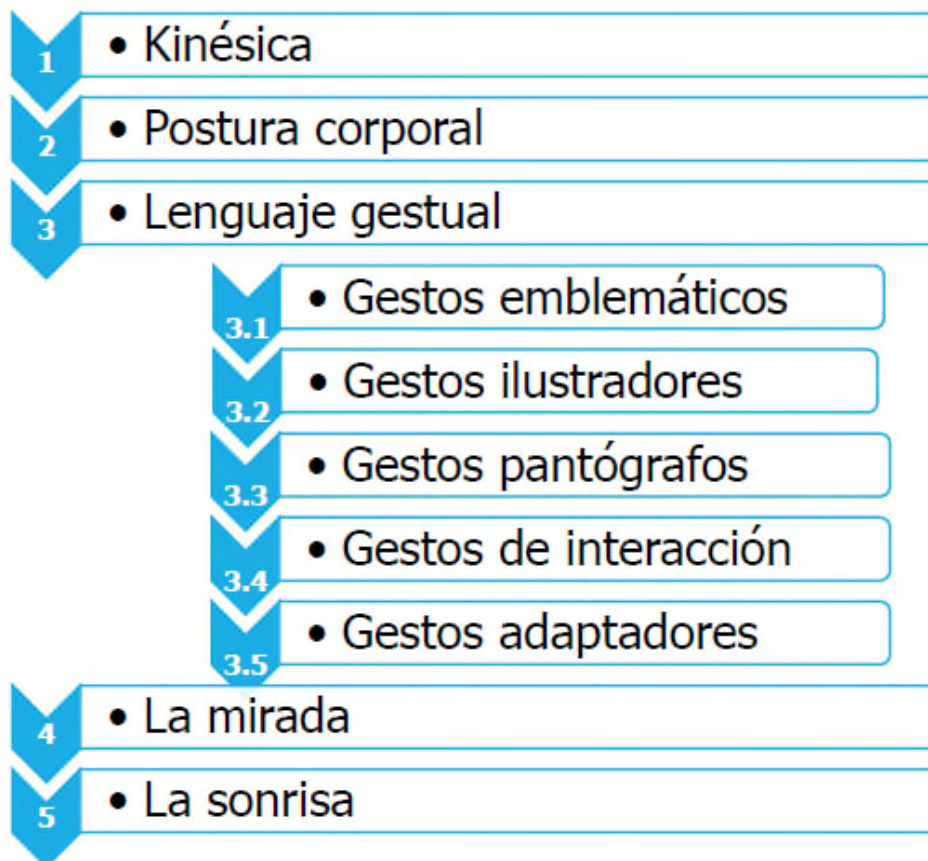 1 • Kinésica
2 • Postura corporal
3 • Lenguaje gestual
3.1 • Gestos emblemáticos
3.2 • Gestos ilustradores
3.3 • Gestos pantógrafos
3.4 • Gestos de interacción
3.5 • Gestos adaptadores
4 • La mirada
5 • La sonrisa